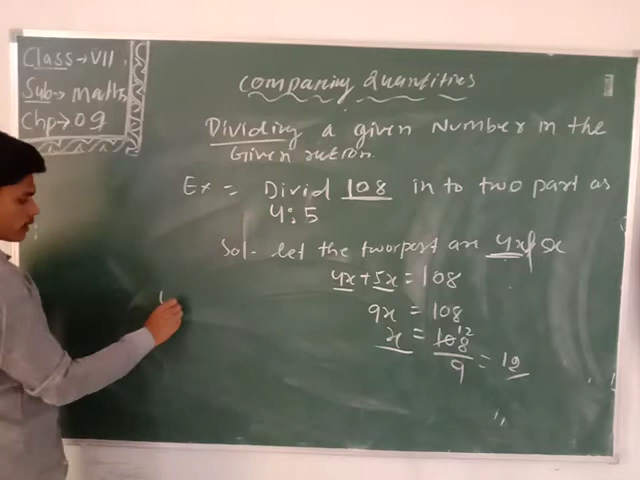 Class → VII
Sub → maths
Chp → 09
Comparing Quantities
Dividing a given Number in the
Given ration.
Ex = Divid 108 in to two part as
4:5
Sol- let the two part are 4x
4x + 5x = 108
9x = 108
x = 108 12
9 = 12